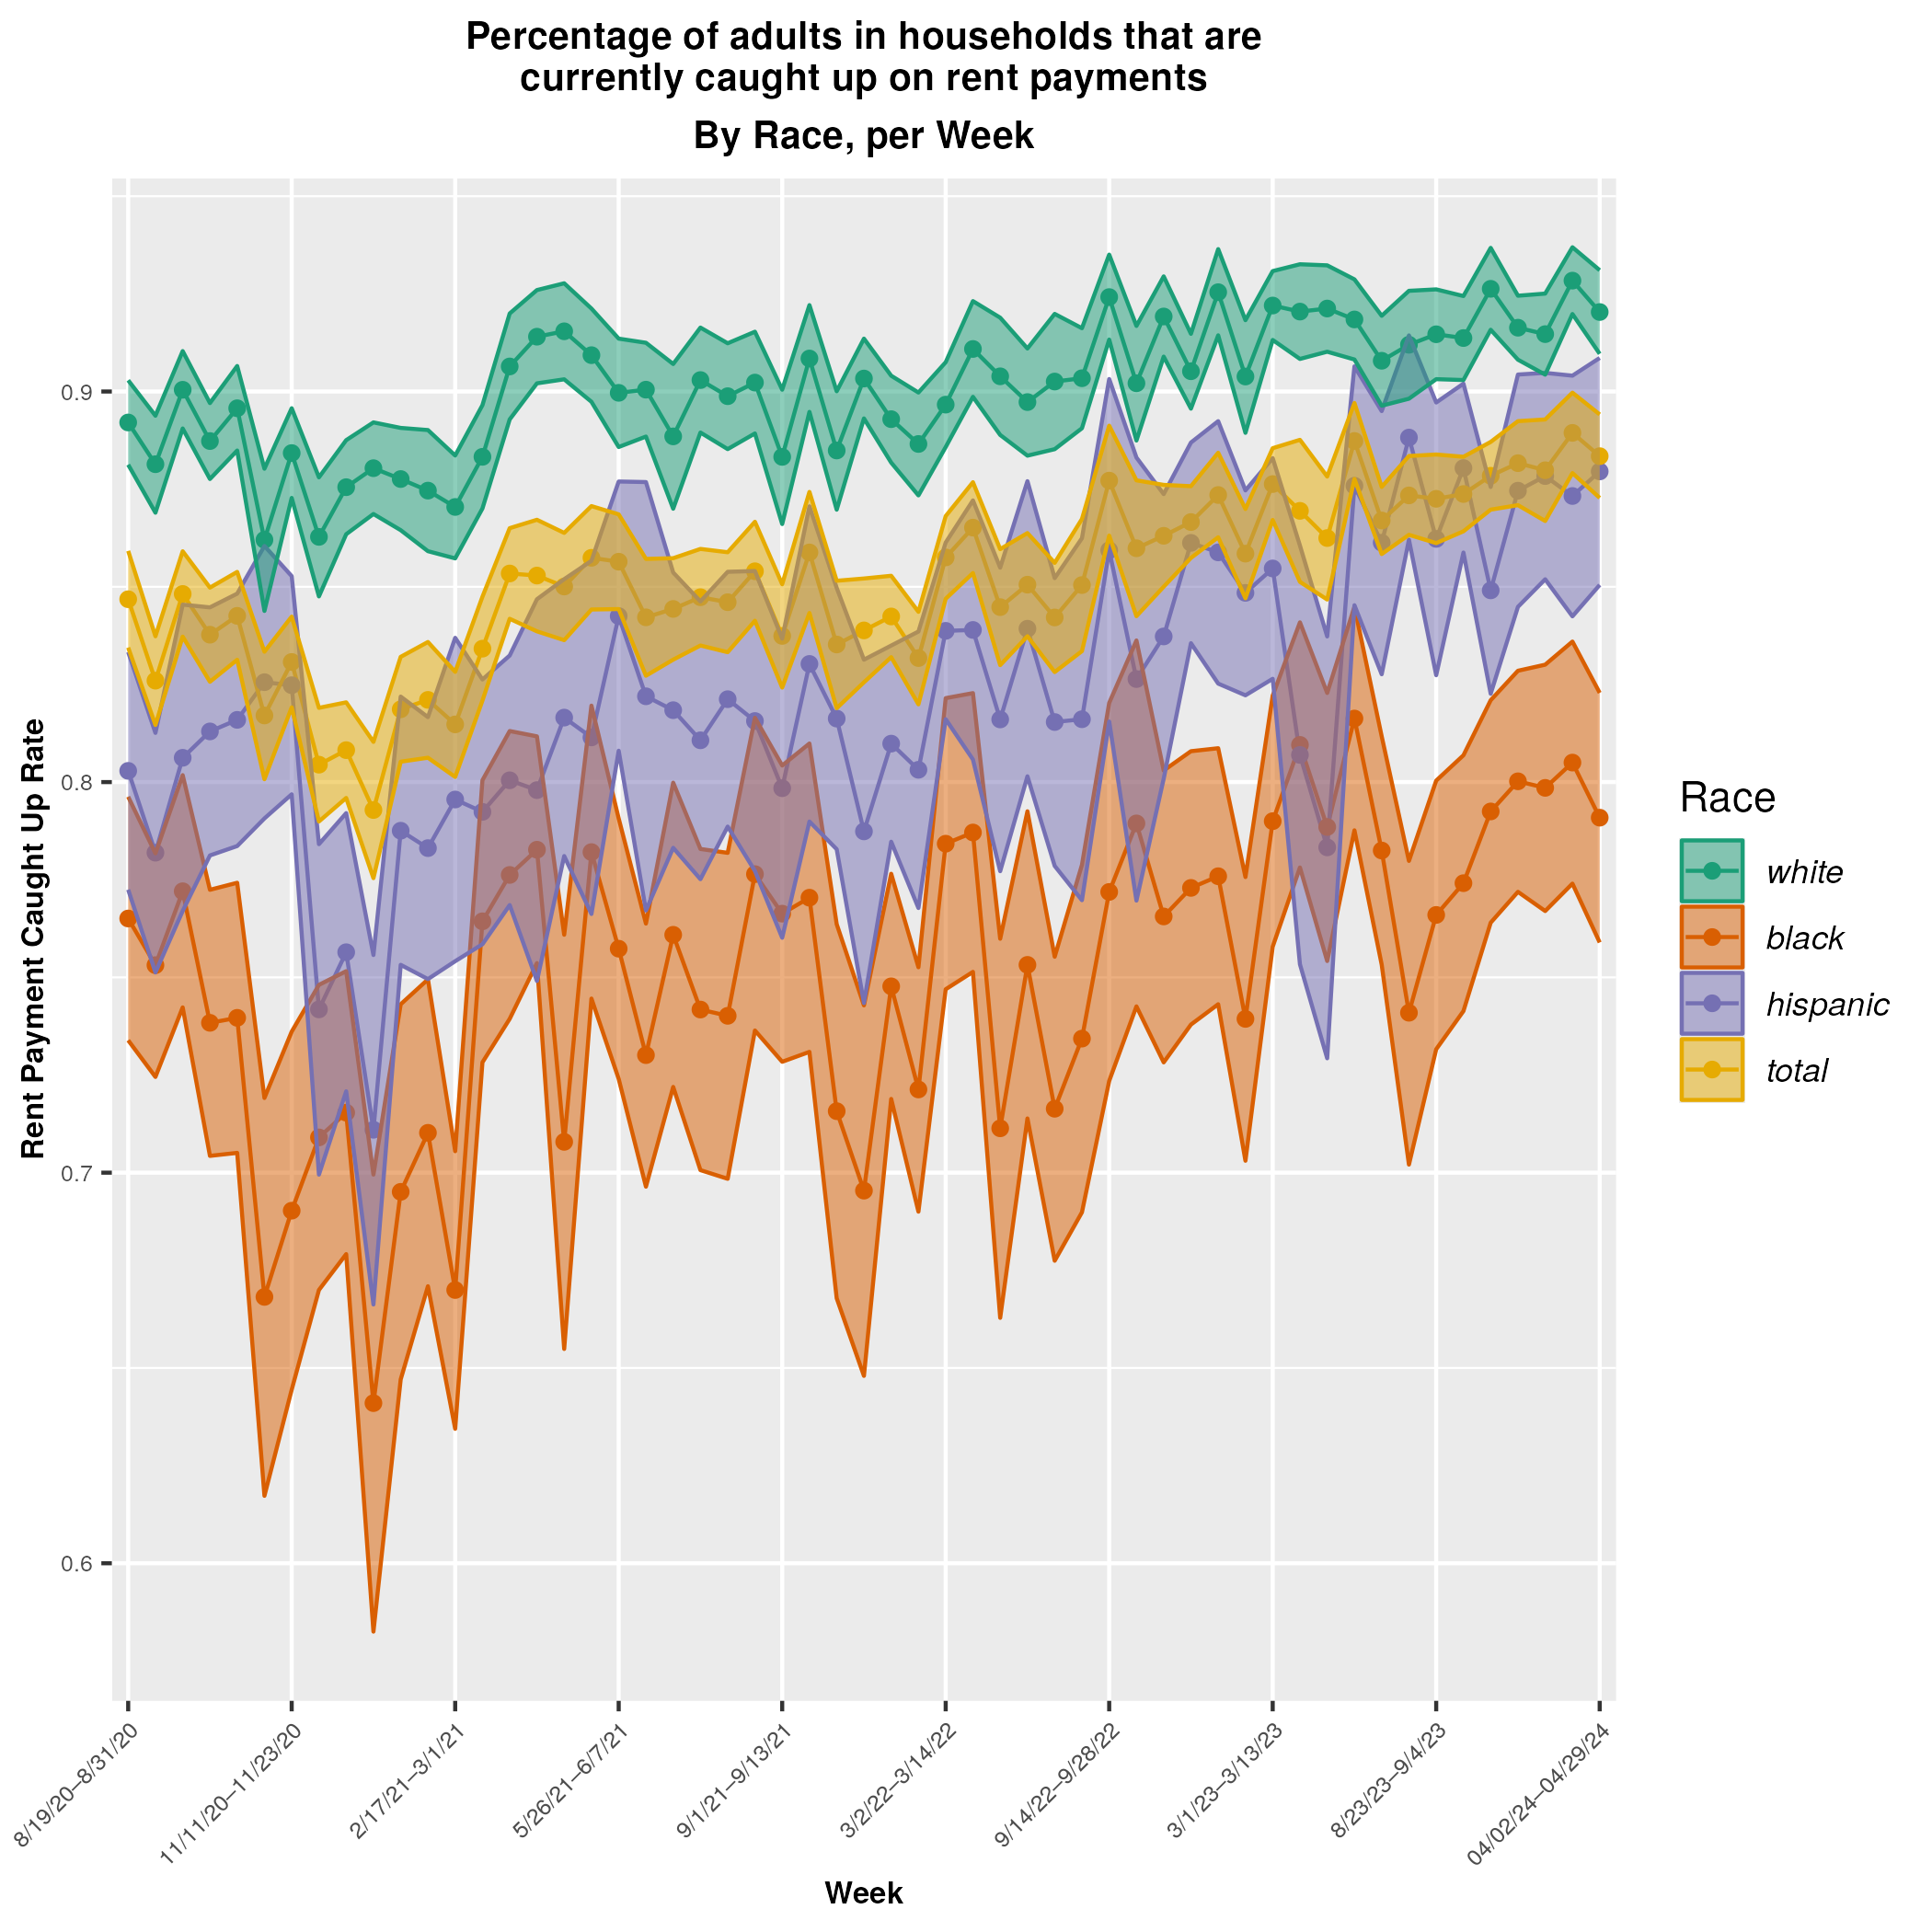 Percentage of adults in households that are
currently caught up on rent payments
By Race, per Week
Rent Payment Caught Up Rate
0.9
0.8
0.7
0.6
8/19/20–8/31/20
11/11/20–11/23/20
2/17/21–3/1/21
5/26/21–6/7/21
9/1/21–9/13/21
3/2/22–3/14/22
9/14/22–9/28/22
3/1/23–3/13/23
8/23/23–9/4/23
04/02/24–04/29/24
Week
Race
white
black
hispanic
total